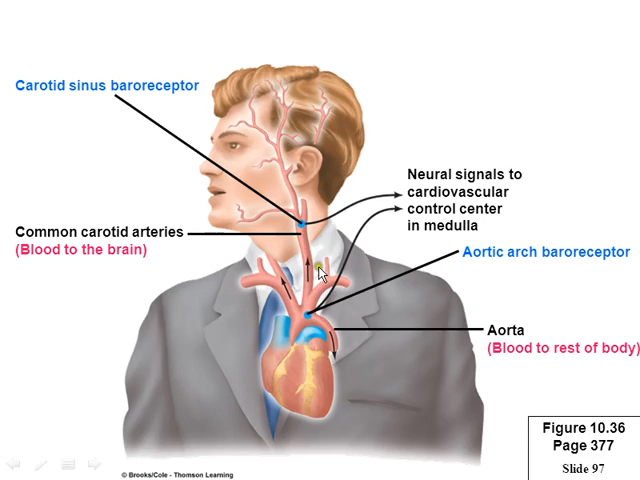 Carotid sinus baroreceptor
Neural signals to
cardiovascular
control center
in medulla
Common carotid arteries
(Blood to the brain)
Aortic arch baroreceptor
Aorta
(Blood to rest of body)
Figure 10.36
Page 377
Slide 97
© Brooks/Cole - Thomson Learning